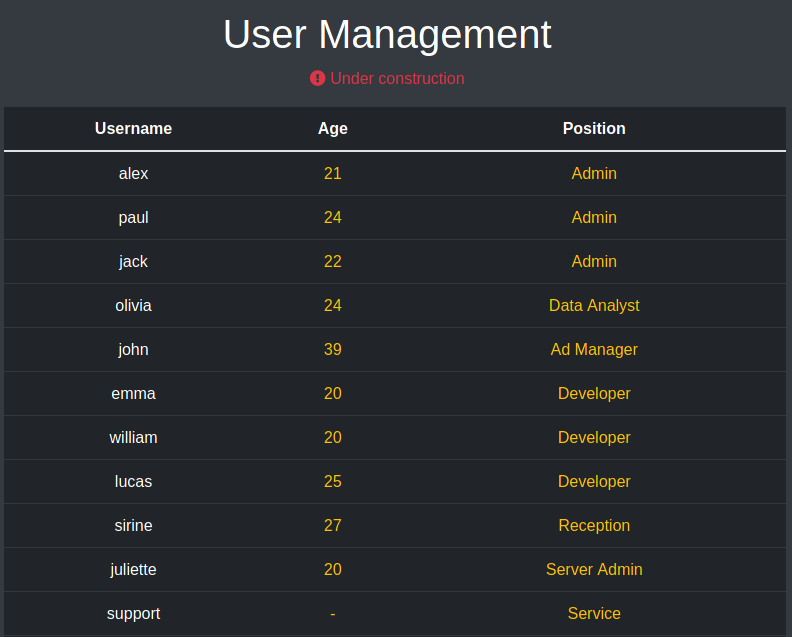 User Management
Under construction
Username Age Position
alex 21 Admin
paul 24 Admin
jack 22 Admin
olivia 24 Data Analyst
john 39 Ad Manager
emma 20 Developer
william 20 Developer
lucas 25 Developer
sirine 27 Reception
juliette 20 Server Admin
support - Service